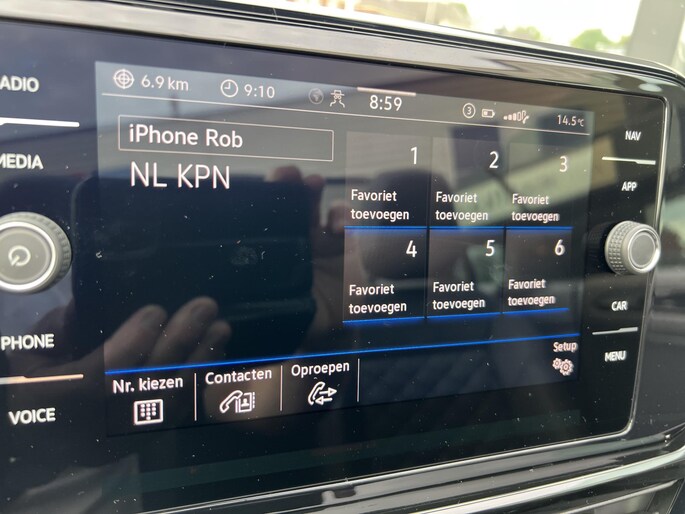 RADIO
MEDIA
PHONE
VOICE
6.9 km
9:10
8:59
3
14.5°C
iPhone Rob
NL KPN
1
Favoriet
toevoegen
2
Favoriet
toevoegen
3
Favoriet
toevoegen
4
Favoriet
toevoegen
5
Favoriet
toevoegen
6
Favoriet
toevoegen
Nr. kiezen
Contacten
Oproepen
Setup
NAV
APP
CAR
MENU